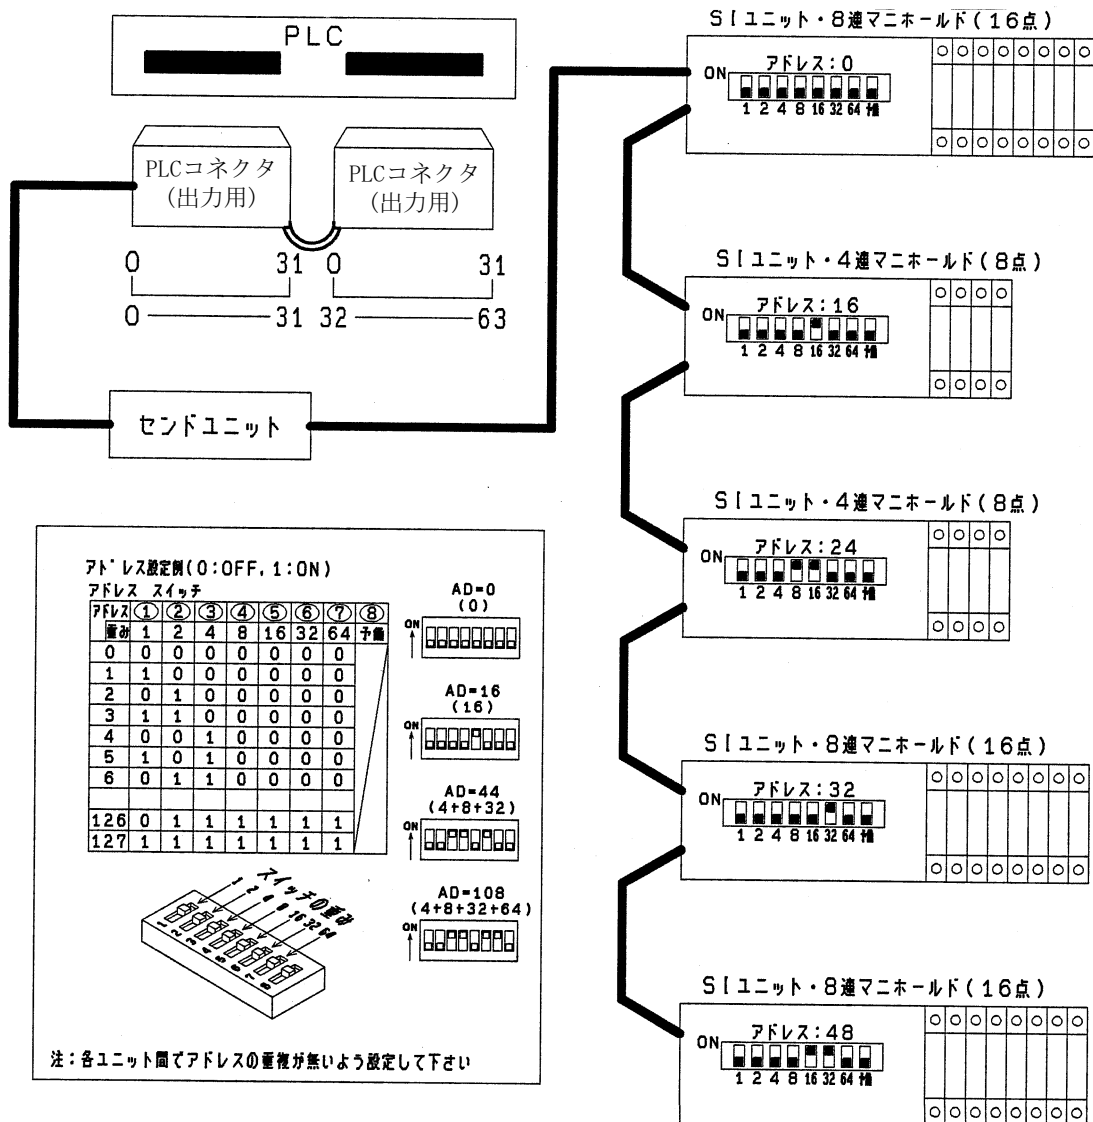 PLC
PLCコネクタ
(出力用)
PLCコネクタ
(出力用)
0 31 0 31
0 31 32 63
センドユニット
SIユニット・8連マニホールド(16点)
アドレス:0
ON
1 2 4 8 16 32 64 予備
SIユニット・4連マニホールド(8点)
アドレス:16
ON
1 2 4 8 16 32 64 予備
SIユニット・4連マニホールド(8点)
アドレス:24
ON
1 2 4 8 16 32 64 予備
SIユニット・8連マニホールド(16点)
アドレス:32
ON
1 2 4 8 16 32 64 予備
SIユニット・8連マニホールド(16点)
アドレス:48
ON
1 2 4 8 16 32 64 予備
アドレス設定例(0:OFF, 1:ON)
アドレス スイッチ
アドレス ① ② ③ ④ ⑤ ⑥ ⑦ ⑧
重み 1 2 4 8 16 32 64 予備
0 0 0 0 0 0 0 0
1 1 0 0 0 0 0 0
2 0 1 0 0 0 0 0
3 1 1 0 0 0 0 0
4 0 0 1 0 0 0 0
5 1 0 1 0 0 0 0
6 0 1 1 0 0 0 0
126 0 1 1 1 1 1 1
127 1 1 1 1 1 1 1
AD=0
(0)
ON
AD=16
(16)
ON
AD=44
(4+8+32)
ON
AD=108
(4+8+32+64)
ON
スイッチの重み
1 2 4 8 16 32 64
1 2 3 4 5 6 7 8
注:各ユニット間でアドレスの重複が無いよう設定して下さい